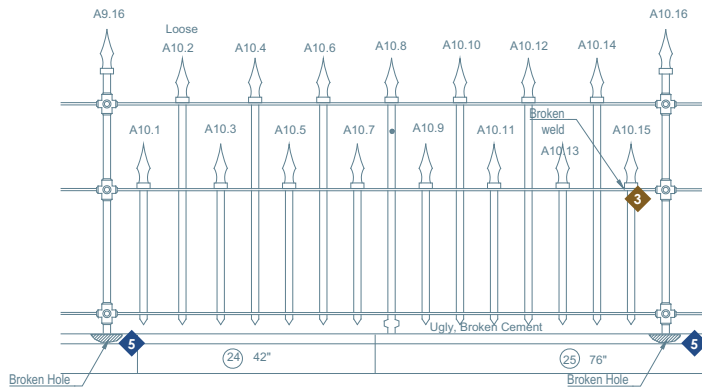 A9.16
A10.16
Loose
A10.2
A10.4
A10.6
A10.8
A10.10
A10.12
A10.14
Broken
weld
A10.1
A10.3
A10.5
A10.7
A10.9
A10.11
A10.13
A10.15
3
Ugly, Broken Cement
5
24 42"
25 76"
5
Broken Hole
Broken Hole